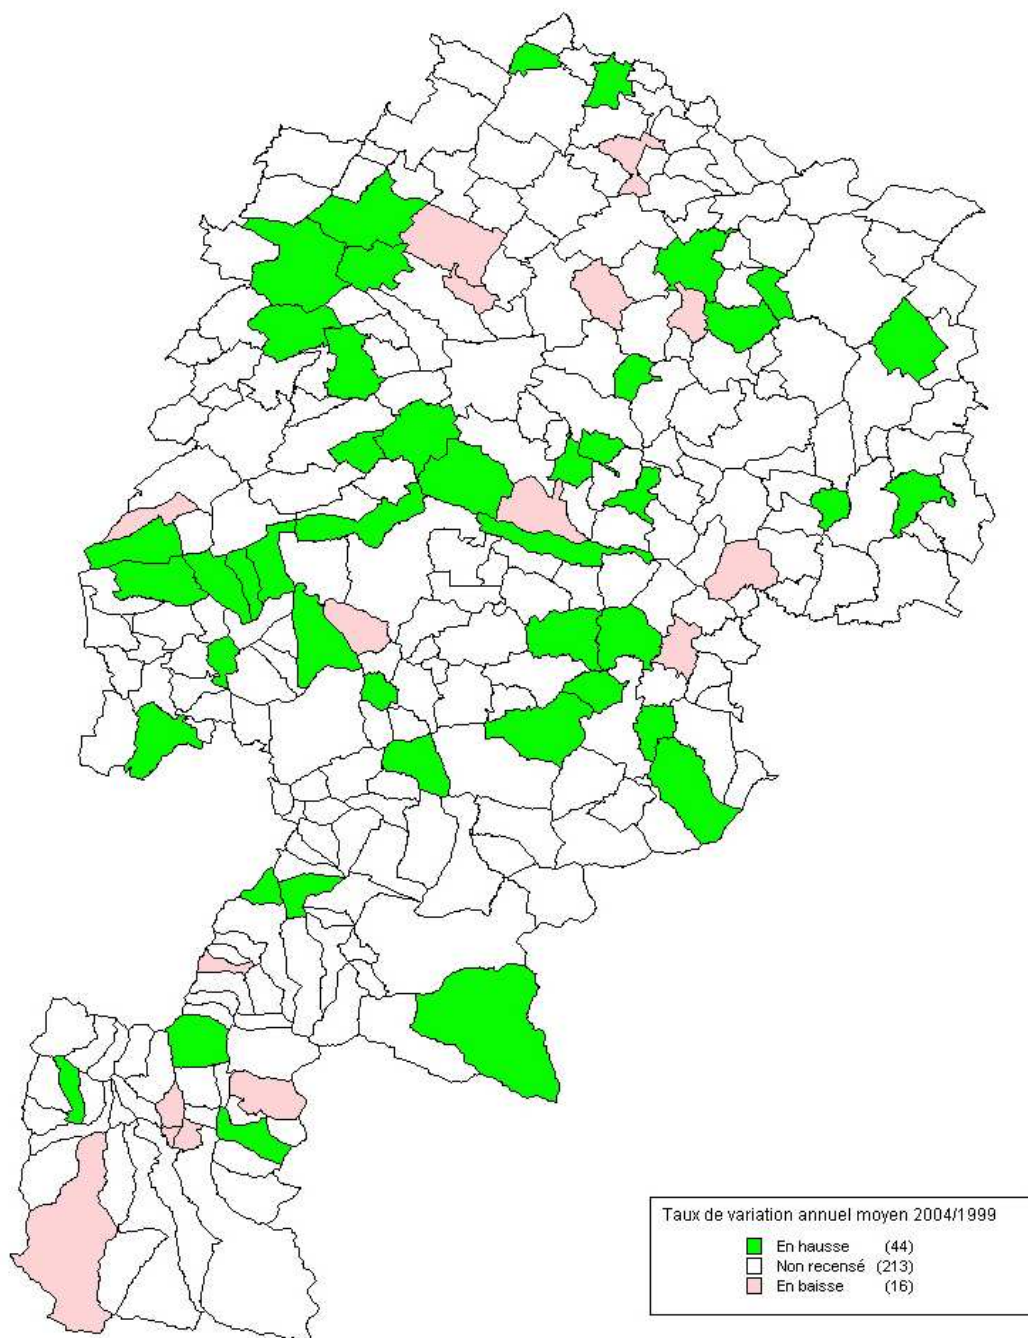 Taux de variation annuel moyen 2004/1999
En hausse (44)
Non recensé (213)
En baisse (16)